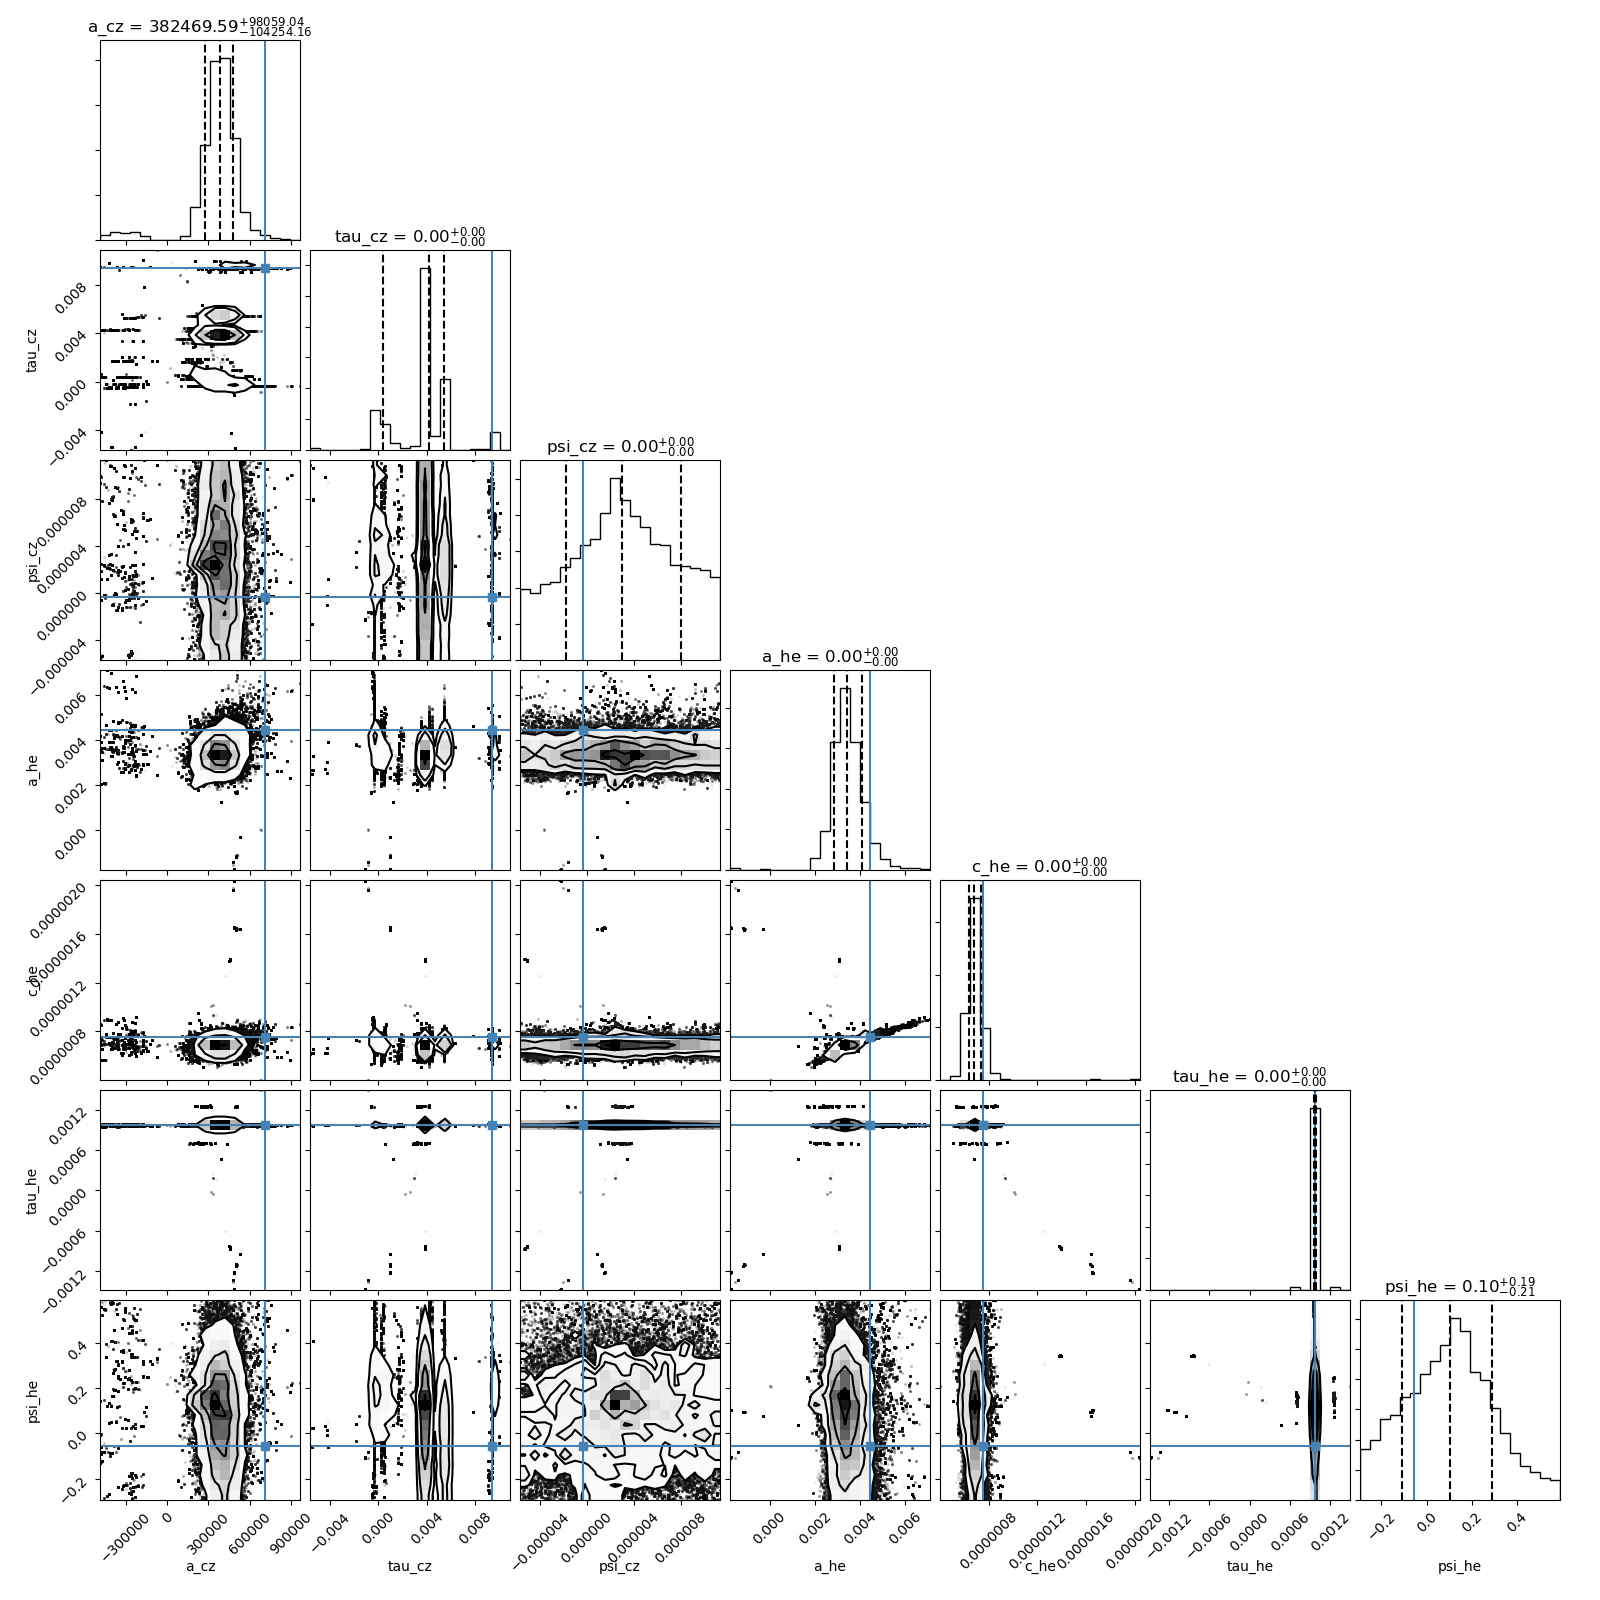 a_cz = 382469.59 +98059.04 −104254.16
tau_cz = 0.00 +0.00 −0.00
0.008
0.004
0.000
−0.004
tau_cz
psi_cz = 0.00 +0.00 −0.00
0.000008
0.000004
0.000000
−0.000004
psi_cz
a_he = 0.00 +0.00 −0.00
0.006
0.004
0.002
0.000
a_he
c_he = 0.00 +0.00 −0.00
0.0000020
0.0000016
0.0000012
0.0000008
c_he
tau_he = 0.00 +0.00 −0.00
0.0012
0.0006
0.0000
−0.0006
−0.0012
tau_he
psi_he = 0.10 +0.19 −0.21
0.4
0.2
0.0
−0.2
psi_he
−300000 0 300000 600000 900000 −0.004 0.000 0.004 0.008 −0.000004 0.000000 0.000004 0.000008 0.000 0.002 0.004 0.006 0.0000008 0.0000012 0.0000016 0.0000020 −0.0012 −0.0006 0.0000 0.0006 0.0012 −0.2 0.0 0.2 0.4
a_cz tau_cz psi_cz a_he c_he tau_he psi_he